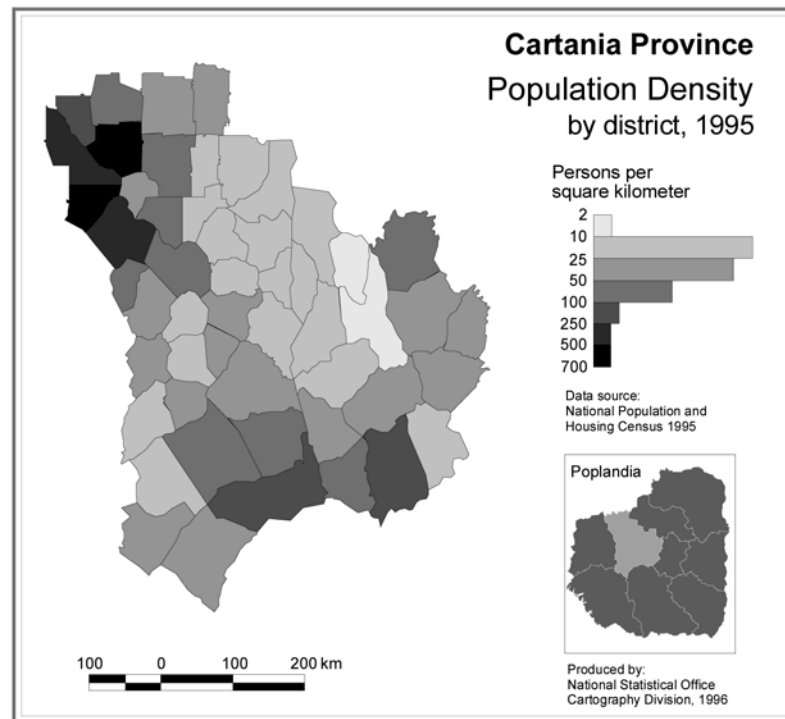 Cartania Province
Population Density
by district, 1995
Persons per
square kilometer
2
10
25
50
100
250
500
700
Data source:
National Population and
Housing Census 1995
Poplandia
Produced by:
National Statistical Office
Cartography Division, 1996
100 0 100 200 km